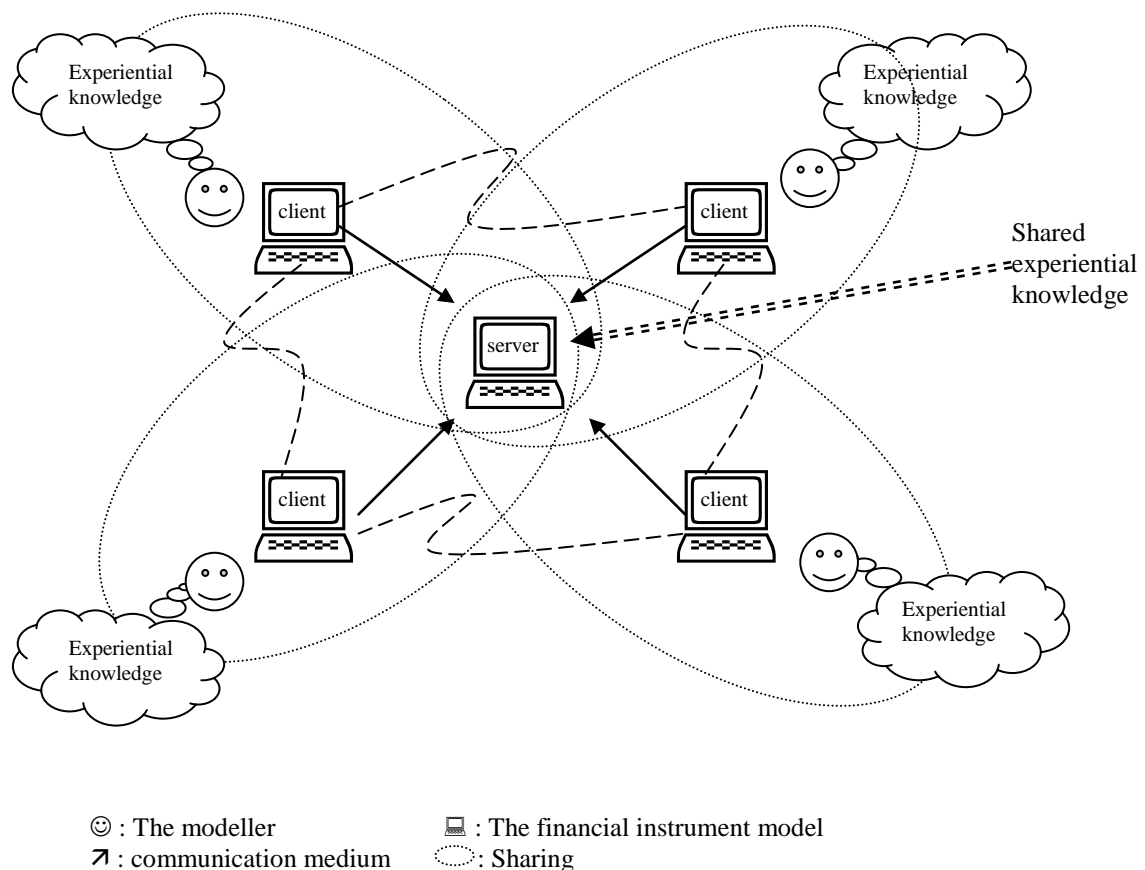 Experiential
knowledge
Experiential
knowledge
client
client
Shared
experiential
knowledge
server
client
client
Experiential
knowledge
Experiential
knowledge
☺ : The modeller
💻 : The financial instrument model
↗ : communication medium
: Sharing